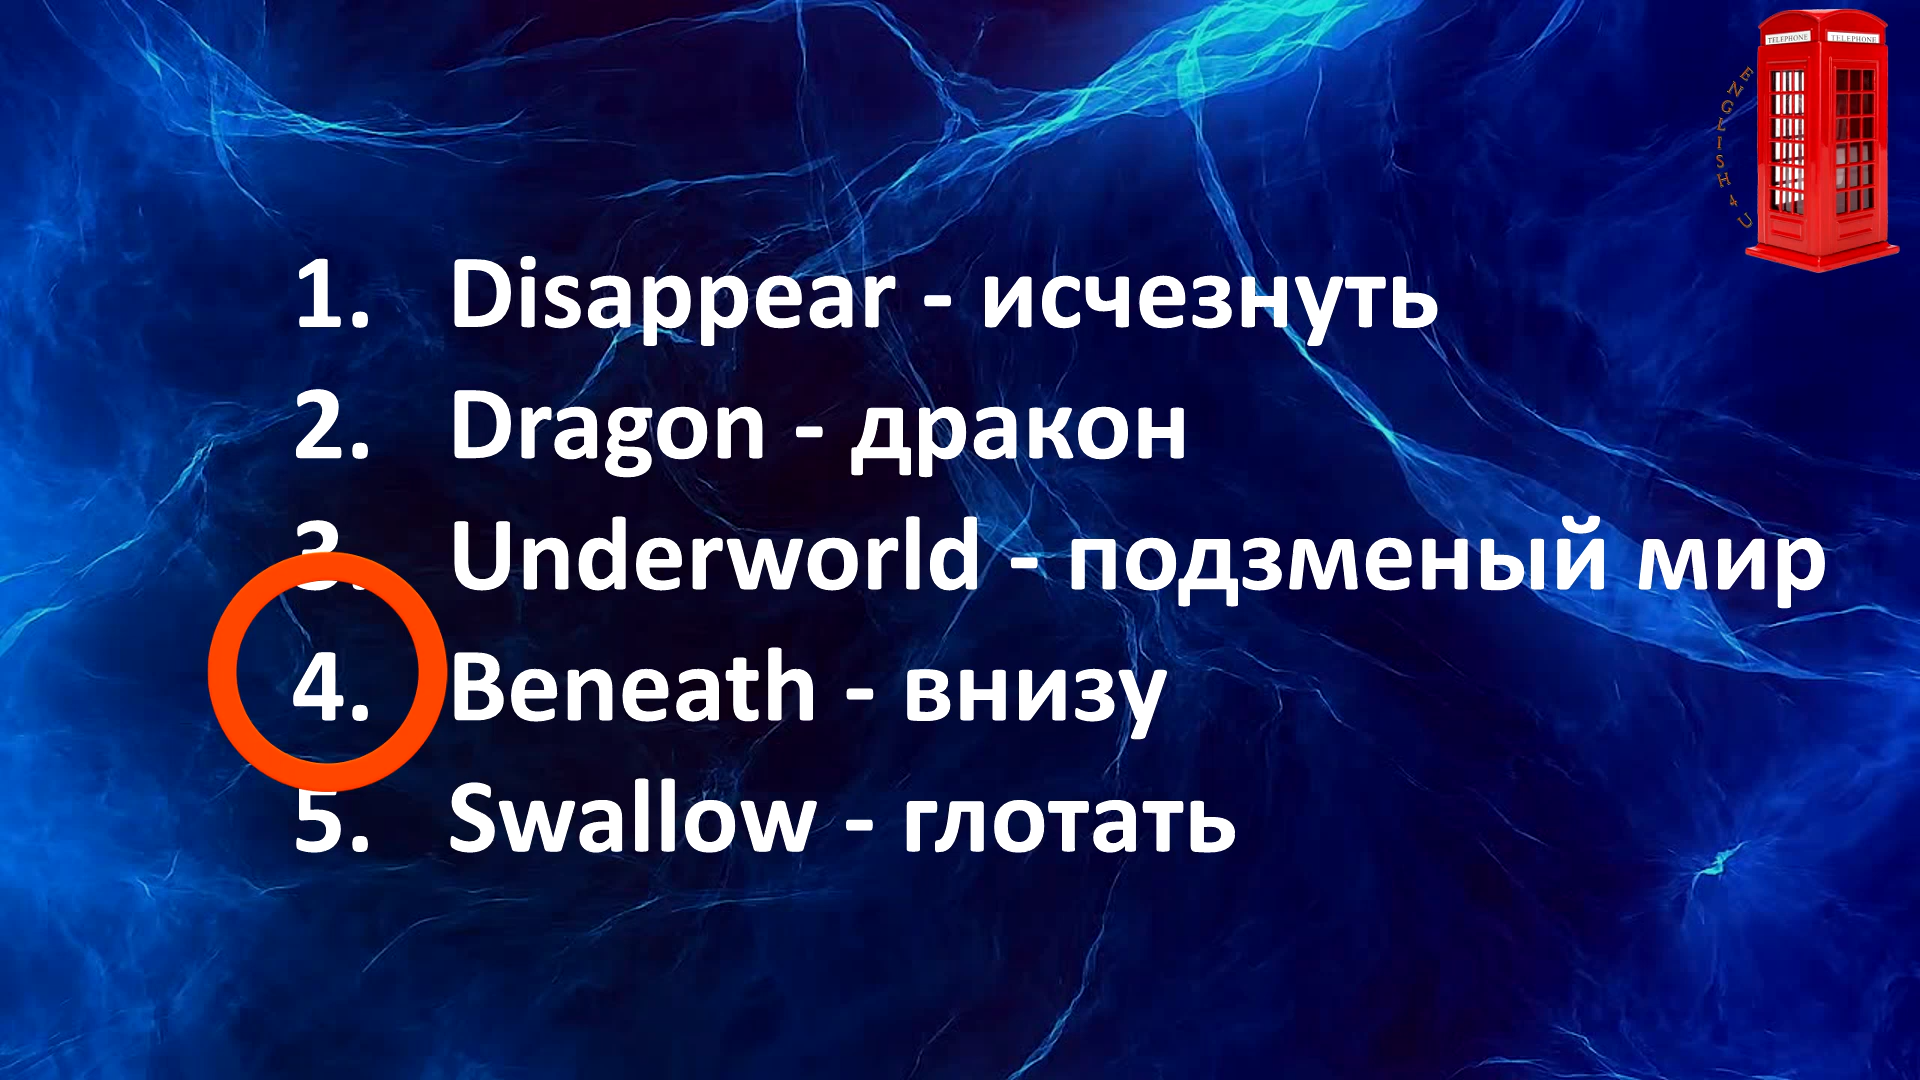 TELEPHONE TELEPHONE
ENGLISH 4 U
1. Disappear - исчезнуть
2. Dragon - дракон
3. Underworld - подзменый мир
4. Beneath - внизу
5. Swallow - глотать